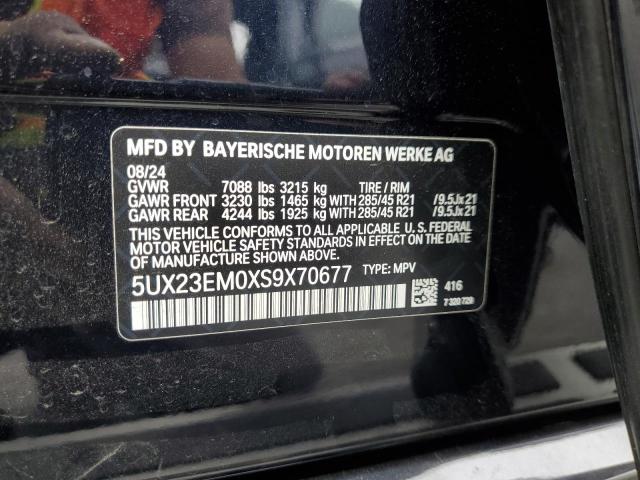 MFD BY BAYERISCHE MOTOREN WERKE AG
08/24
GVWR 7088 lbs 3215 kg TIRE / RIM
GAWR FRONT 3230 lbs 1465 kg WITH 285/45 R21 /9.5Jx21
GAWR REAR 4244 lbs 1925 kg WITH 285/45 R21 /9.5Jx21
THIS VEHICLE CONFORMS TO ALL APPLICABLE U. S. FEDERAL
MOTOR VEHICLE SAFETY STANDARDS IN EFFECT ON THE DATE
OF MANUFACTURE SHOWN ABOVE.
5UX23EM0XS9X70677 TYPE: MPV
416
7 320 729